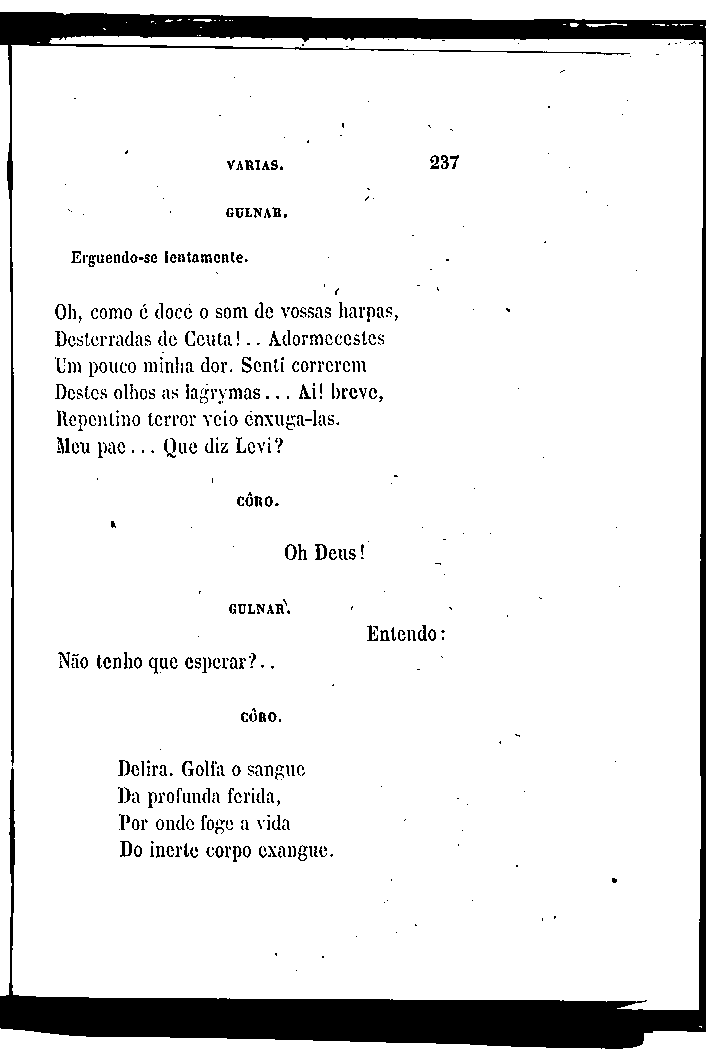 VARIAS. 237
GULNAR.
Erguendo-se lentamente.
Oh, como é doce o som de vossas harpas,
Desterradas de Ceuta!.. Adormecestes
Um pouco minha dor. Senti correrem
Destes olhos as lagrymas... Ai! breve,
Repentino terror veio enxuga-las.
Meu pae... Que diz Levi?
CÔRO.
Oh Deus!
GULNAR.
Entendo:
Não tenho que esperar?..
CÔRO.
Delira. Golfa o sangue
Da profunda ferida,
Por onde foge a vida
Do inerte corpo exangue.